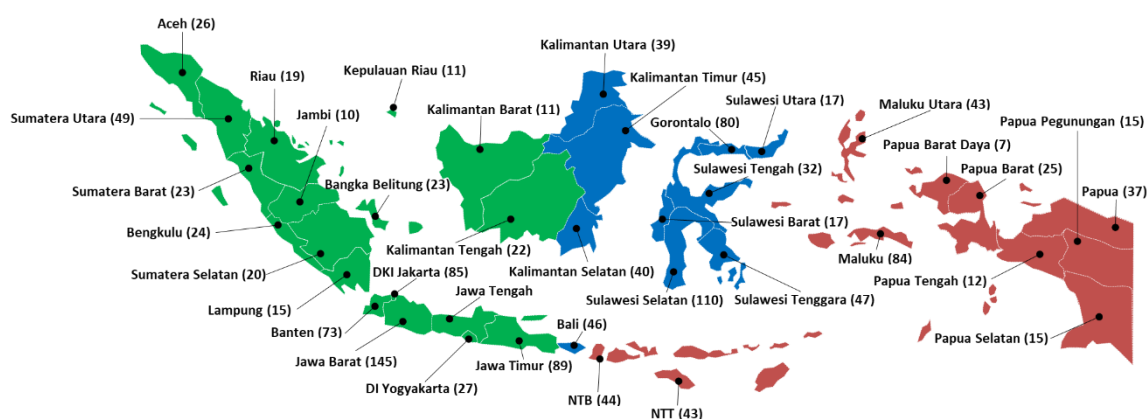 Aceh (26)
Kalimantan Utara (39)
Riau (19)
Kepulauan Riau (11)
Kalimantan Timur (45)
Sumatera Utara (49)
Jambi (10)
Kalimantan Barat (11)
Sulawesi Utara (17)
Gorontalo (80)
Maluku Utara (43)
Papua Pegunungan (15)
Papua Barat Daya (7)
Papua Barat (25)
Sulawesi Tengah (32)
Sumatera Barat (23)
Bangka Belitung (23)
Papua (37)
Sulawesi Barat (17)
Bengkulu (24)
Kalimantan Tengah (22)
Maluku (84)
Sumatera Selatan (20)
DKI Jakarta (85)
Kalimantan Selatan (40)
Papua Tengah (12)
Lampung (15)
Jawa Tengah
Sulawesi Selatan (110)
Sulawesi Tenggara (47)
Banten (73)
Bali (46)
Papua Selatan (15)
Jawa Barat (145)
Jawa Timur (89)
DI Yogyakarta (27)
NTB (44)
NTT (43)